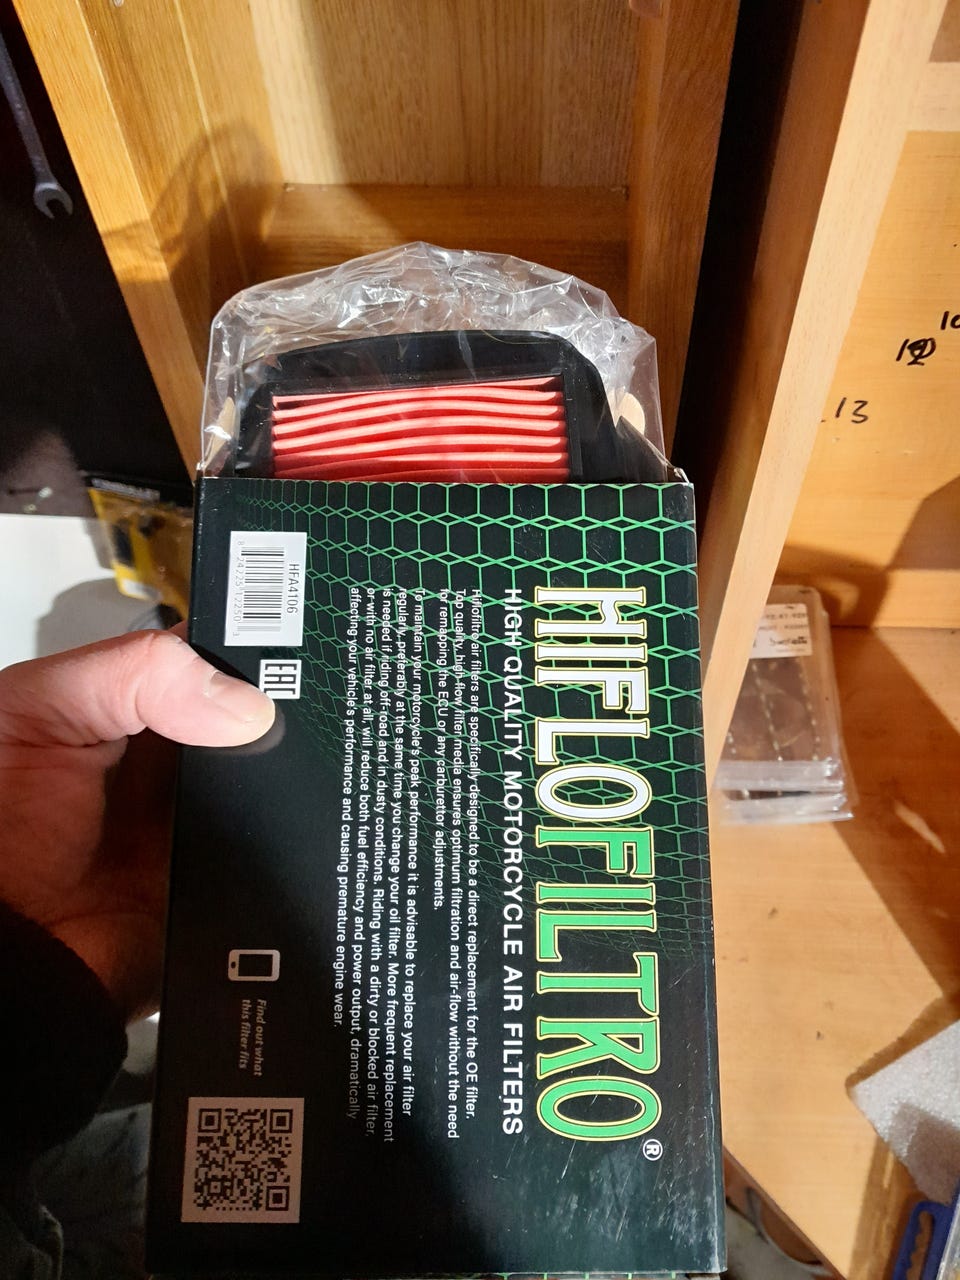 HIFLOFILTRO®
HIGH QUALITY MOTORCYCLE AIR FILTERS
Hiflofiltro air filters are specifically designed to be a direct replacement for the OE filter.
Top quality, high-flow filter media ensures optimum filtration and air-flow without the need
for remapping the ECU or any carburettor adjustments.
To maintain your motorcycle's peak performance it is advisable to replace your air filter
regularly, preferably at the same time you change your oil filter. More frequent replacement
is needed if riding off-road and in dusty conditions. Riding with a dirty or blocked air filter,
or with no air filter at all, will reduce both fuel efficiency and power output, dramatically
affecting your vehicle's performance and causing premature engine wear.
HFA4106
8 24225 12250 3
EAC
Find out what
this filter fits
10
13